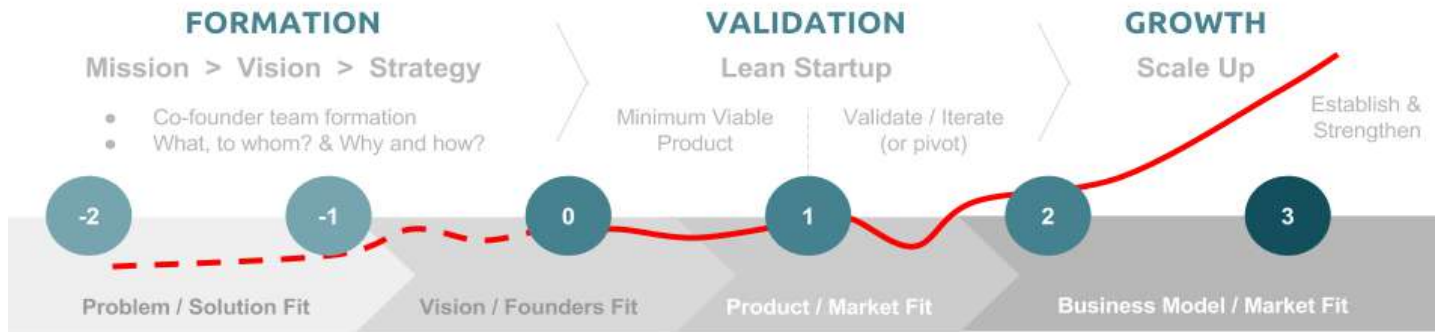 FORMATION
VALIDATION
GROWTH
Mission > Vision > Strategy
Lean Startup
Scale Up
● Co-founder team formation
● What, to whom? & Why and how?
Minimum Viable
Product
Validate / Iterate
(or pivot)
Establish &
Strengthen
-2
-1
0
1
2
3
Problem / Solution Fit
Vision / Founders Fit
Product / Market Fit
Business Model / Market Fit